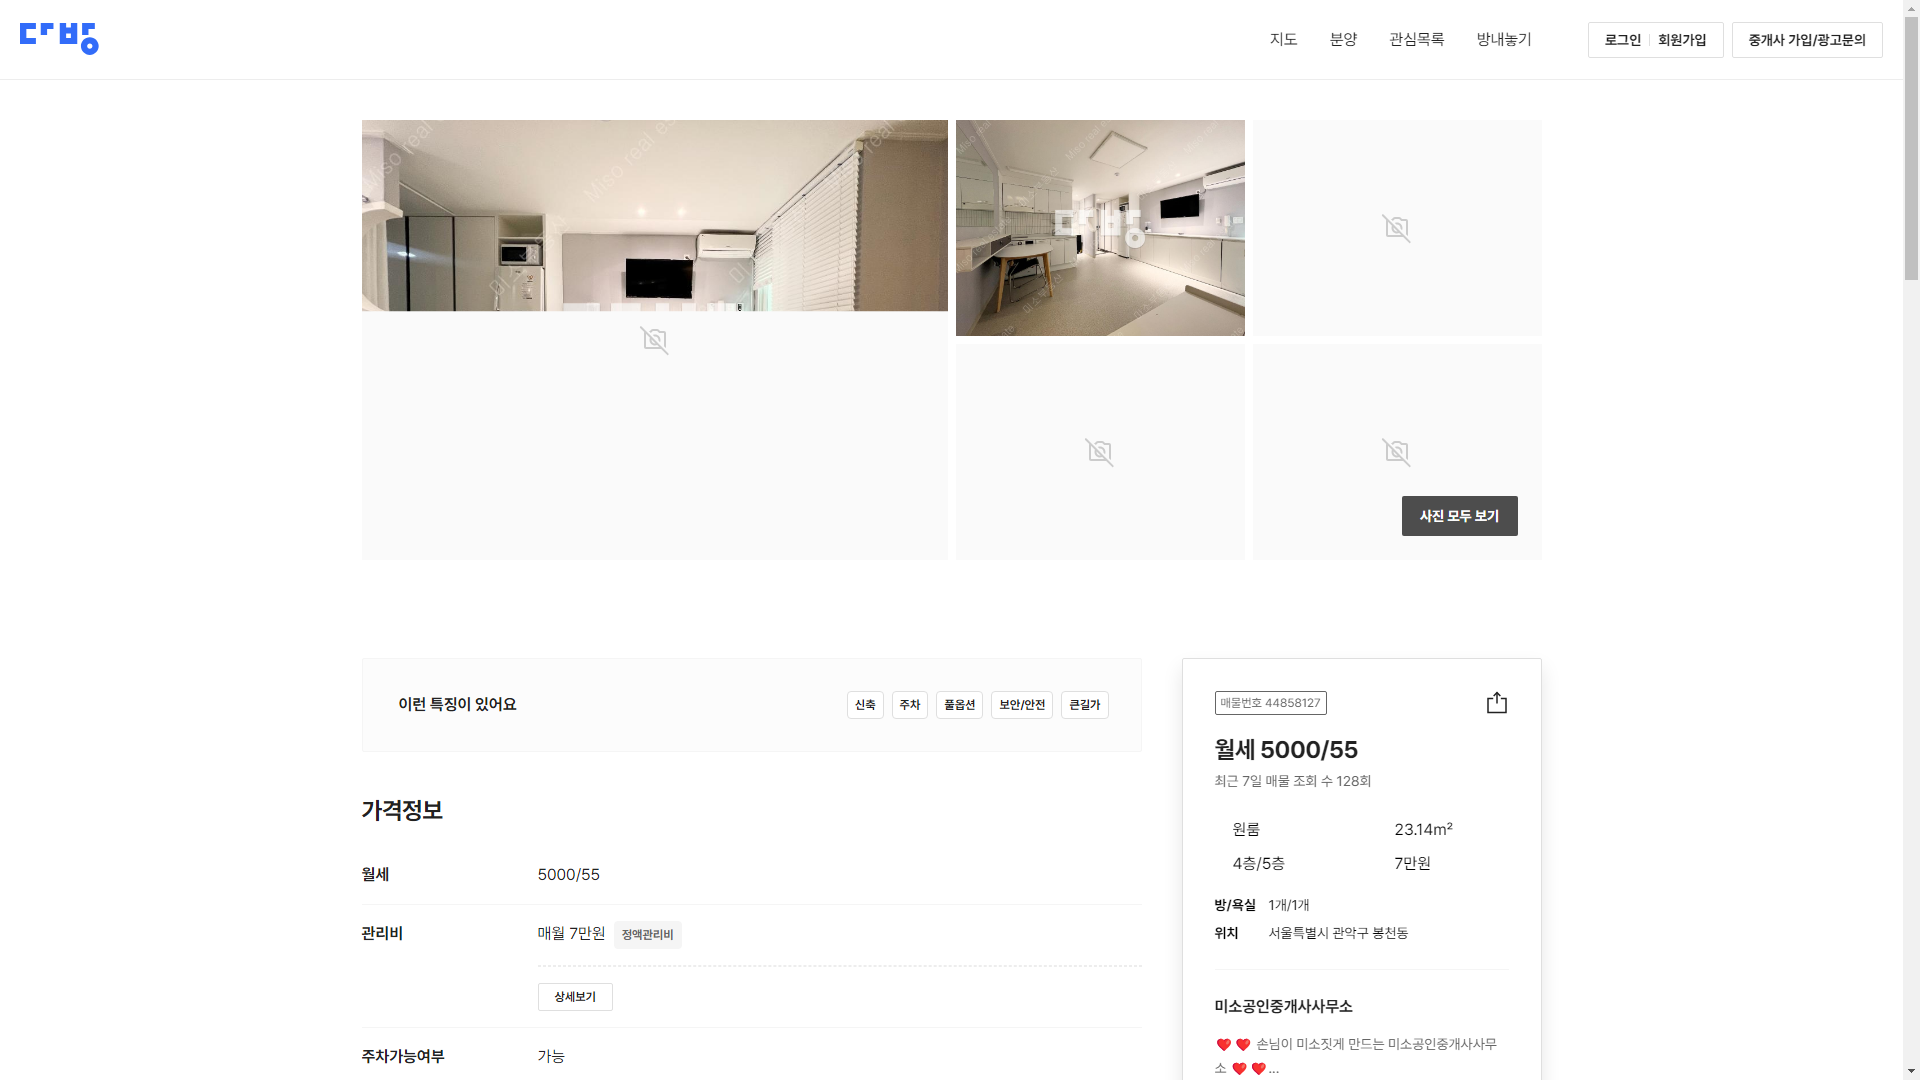 다방
지도
분양
관심목록
방내놓기
로그인
회원가입
중개사 가입/광고문의
Miso real es
다방
사진 모두 보기
이런 특징이 있어요
신축
주차
풀옵션
보안/안전
큰길가
가격정보
월세
5000/55
관리비
매월 7만원
정액관리비
상세보기
주차가능여부
가능
매물번호 44858127
월세 5000/55
최근 7일 매물 조회 수 128회
원룸
23.14m²
4층/5층
7만원
방/욕실
1개/1개
위치
서울특별시 관악구 봉천동
미소공인중개사사무소
❤️❤️ 손님이 미소짓게 만드는 미소공인중개사사무
소 ❤️❤️...